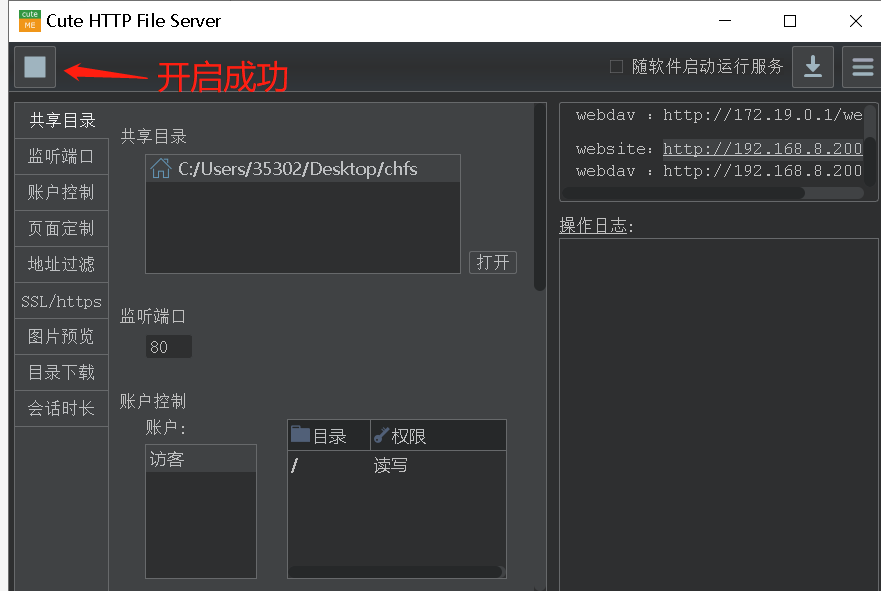 cute
ME
Cute HTTP File Server
开启成功
随软件启动运行服务
共享目录
监听端口
账户控制
页面定制
地址过滤
SSL/https
图片预览
目录下载
会话时长
共享目录
C:/Users/35302/Desktop/chfs
打开
监听端口
80
账户控制
账户:
访客
目录
权限
/
读写
webdav : http://172.19.0.1/we
website: http://192.168.8.200
webdav : http://192.168.8.200
操作日志: